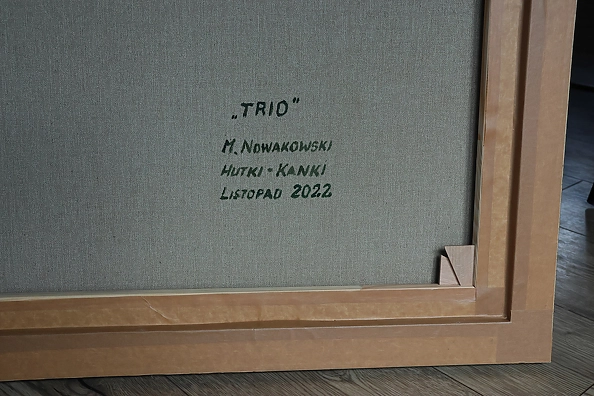 „TRIO”
M. NOWAKOWSKI
HUTKI-KANKI
LISTOPAD 2022